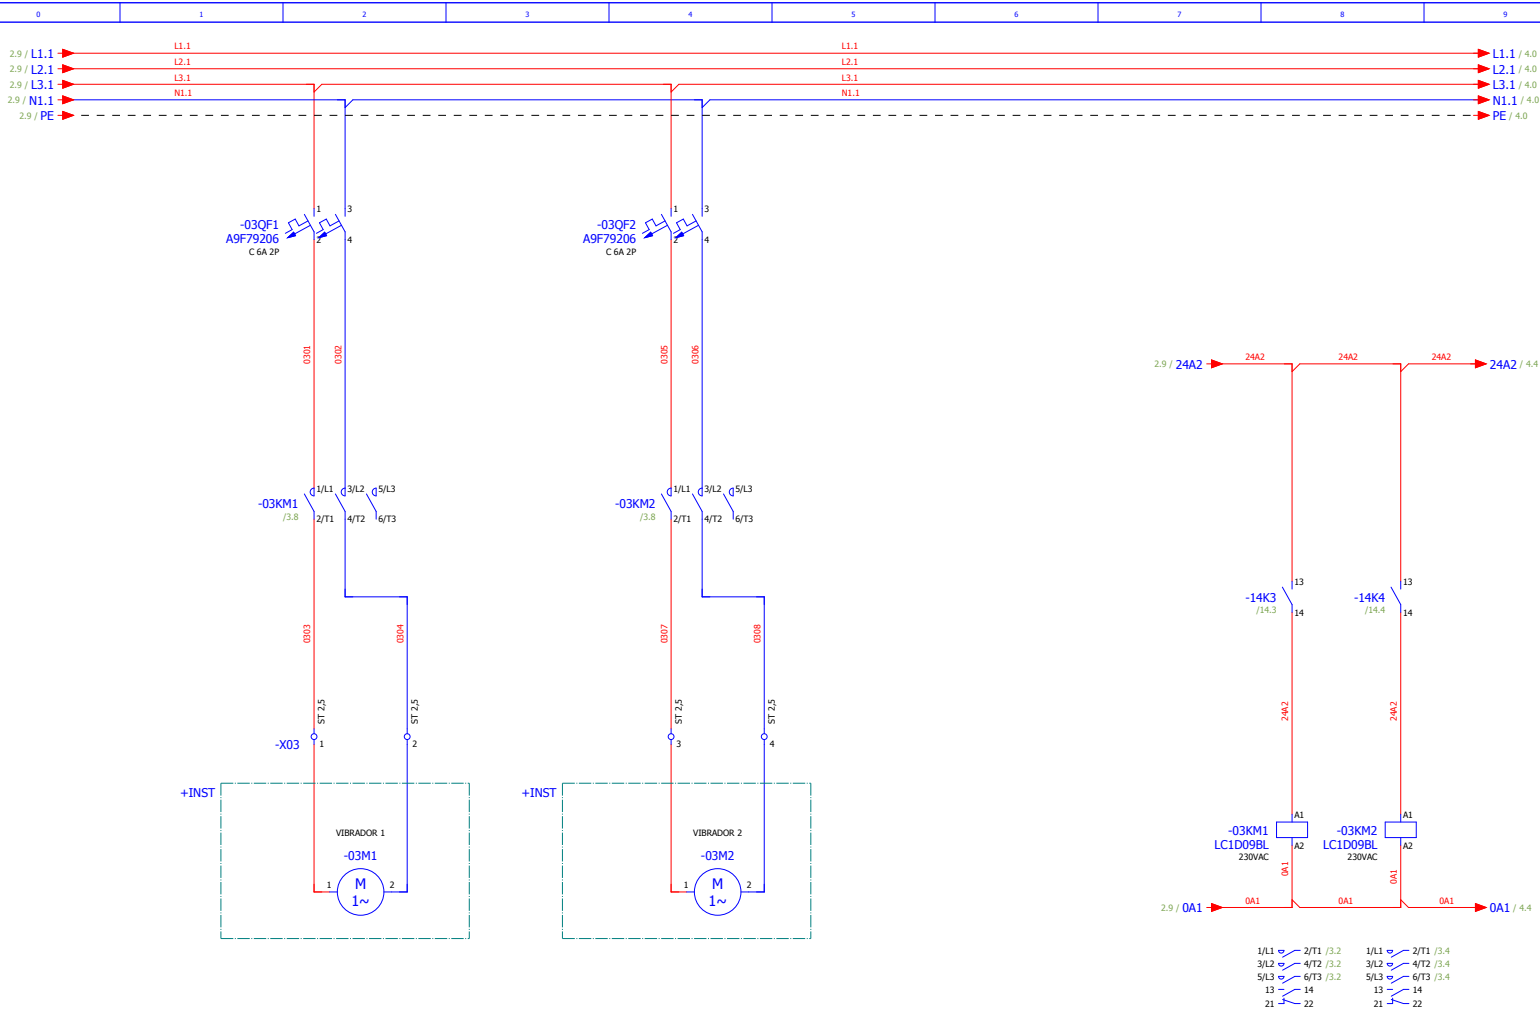 0 1 2 3 4 5 6 7 8 9
2.9 / L1.1 L1.1 L1.1 L1.1 / 4.0
2.9 / L2.1 L2.1 L2.1 L2.1 / 4.0
2.9 / L3.1 L3.1 L3.1 L3.1 / 4.0
2.9 / N1.1 N1.1 N1.1 N1.1 / 4.0
2.9 / PE PE / 4.0
-03QF1 1 3
A9F79206 2 4
C 6A 2P
-03QF2 1 3
A9F79206 2 4
C 6A 2P
0301 0302 0305 0306
2.9 / 24A2 24A2 24A2 24A2 24A2 / 4.4
-03KM1 1/L1 3/L2 5/L3
/3.8 2/T1 4/T2 6/T3
-03KM2 1/L1 3/L2 5/L3
/3.8 2/T1 4/T2 6/T3
-14K3 13
/14.3 14
-14K4 13
/14.4 14
0303 0304 0307 0308
24A2 24A2
ST 2,5 ST 2,5 ST 2,5 ST 2,5
-X03 1 2 3 4
+INST
VIBRADOR 1
-03M1
1 M 2
1~
+INST
VIBRADOR 2
-03M2
1 M 2
1~
-03KM1 A1
LC1D09BL A2
230VAC
-03KM2 A1
LC1D09BL A2
230VAC
0A1 0A1
2.9 / 0A1 0A1 0A1 0A1 0A1 / 4.4
1/L1 2/T1 /3.2 1/L1 2/T1 /3.4
3/L2 4/T2 /3.2 3/L2 4/T2 /3.4
5/L3 6/T3 /3.2 5/L3 6/T3 /3.4
13 14 13 14
21 22 21 22